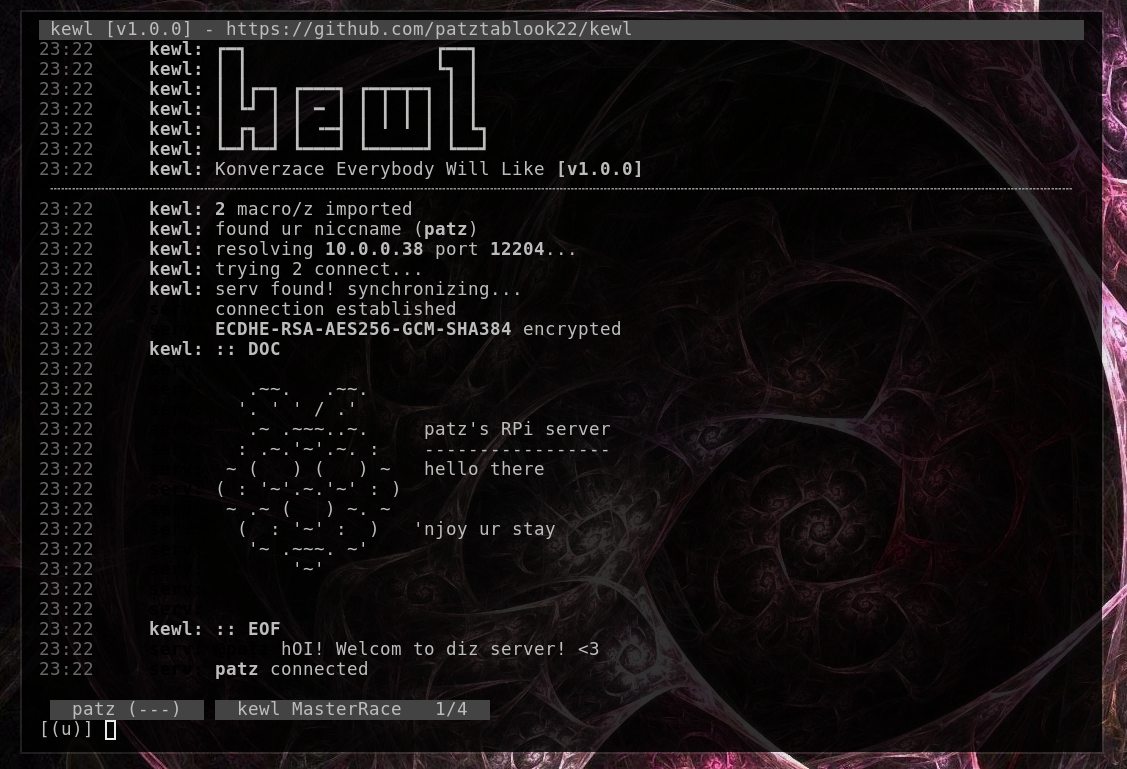 kewl [v1.0.0] - https://github.com/patztablook22/kewl
23:22 kewl:
23:22 kewl:
23:22 kewl:
23:22 kewl: kewl
23:22 kewl:
23:22 kewl:
23:22 kewl: Konverzace Everybody Will Like [v1.0.0]
23:22 kewl: 2 macro/z imported
23:22 kewl: found ur niccname (patz)
23:22 kewl: resolving 10.0.0.38 port 12204...
23:22 kewl: trying 2 connect...
23:22 kewl: serv found! synchronizing...
23:22 connection established
23:22 ECDHE-RSA-AES256-GCM-SHA384 encrypted
23:22 kewl: :: DOC
23:22
23:22 .~~.   .~~.
23:22 '. ' ' / .'
23:22 .~ .~~~..~.     patz's RPi server
23:22 : .~.'~'.~. :    -----------------
23:22 ~ (   ) (   ) ~   hello there
23:22 serv: ( : '~'.~.'~' : )
23:22 ~ .~ (   ) ~. ~
23:22 (  : '~' :  )   'njoy ur stay
23:22 '~ .~~~. ~'
23:22 '~'
23:22
23:22
23:22 kewl: :: EOF
23:22 serv: hOI! Welcom to diz server! <3
23:22 serv: patz connected
patz (---) kewl MasterRace 1/4
[(u)]